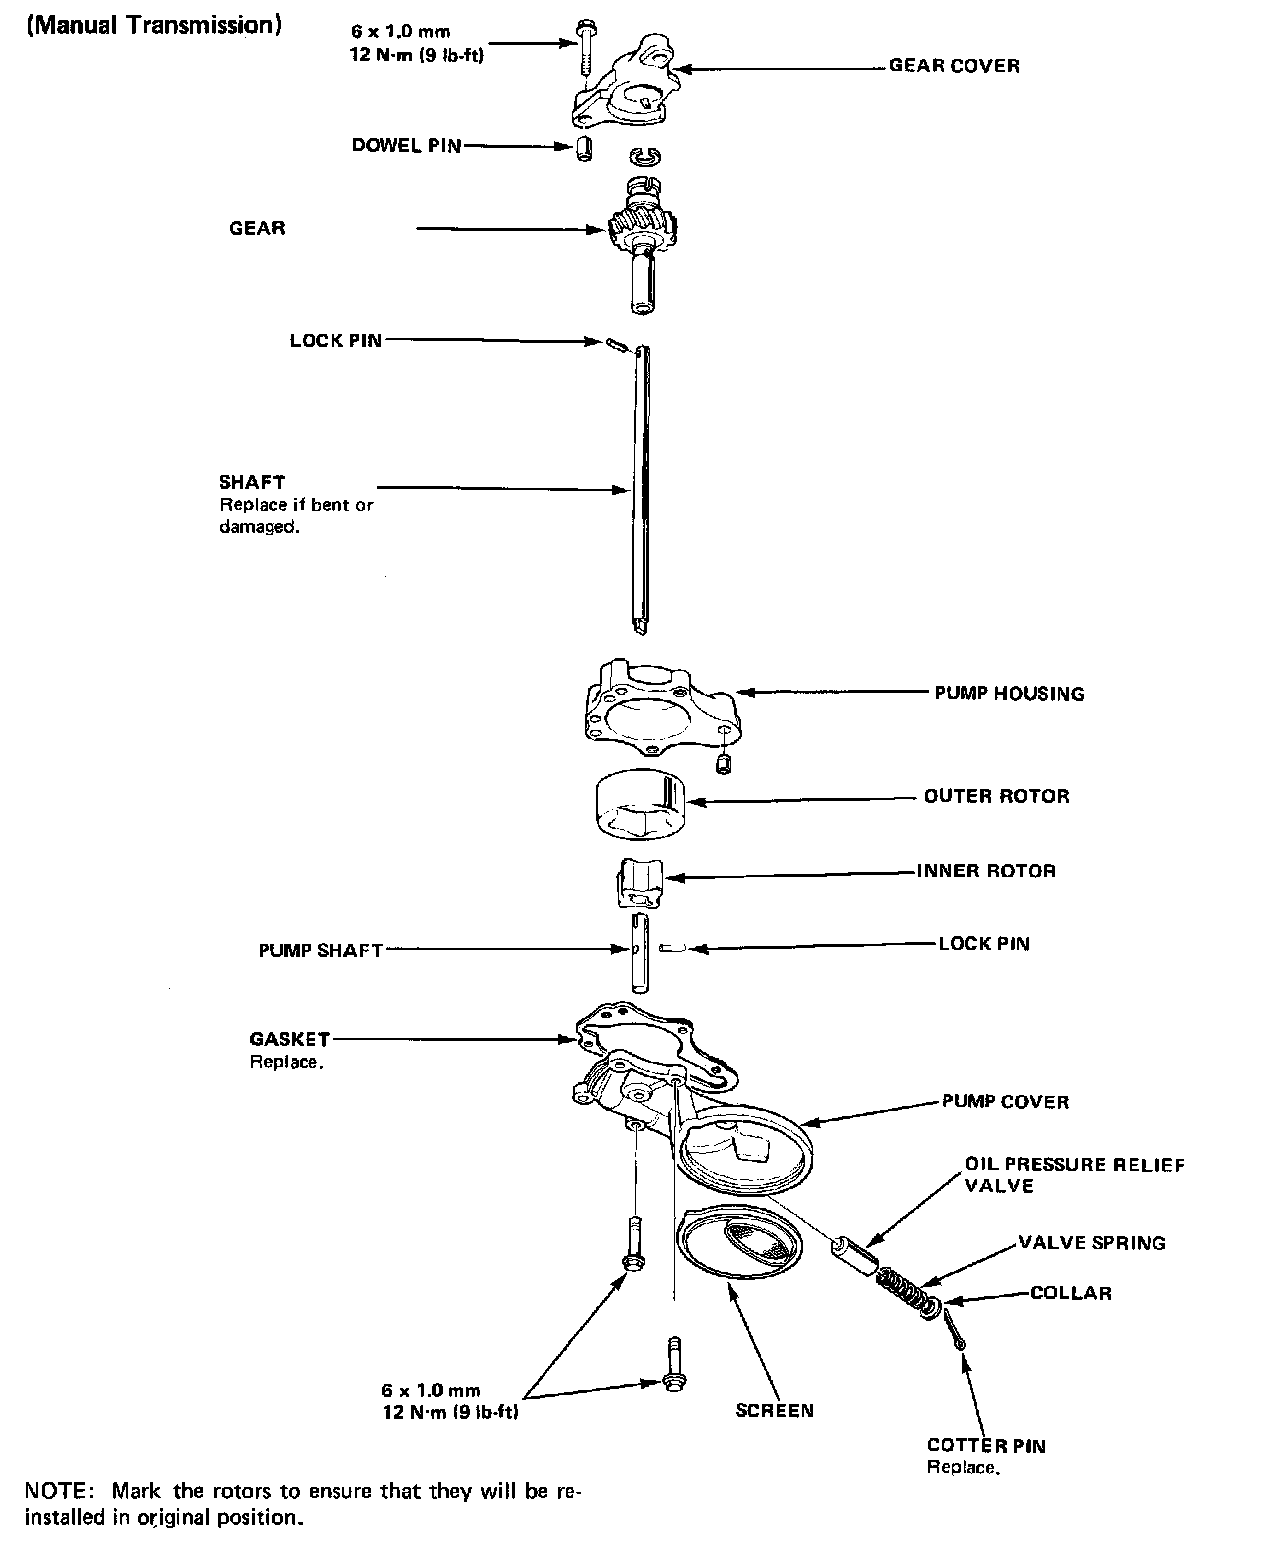 (Manual Transmission)
6 x 1.0 mm
12 N·m (9 lb-ft)
GEAR COVER
DOWEL PIN
GEAR
LOCK PIN
SHAFT
Replace if bent or
damaged.
PUMP HOUSING
OUTER ROTOR
INNER ROTOR
PUMP SHAFT
LOCK PIN
GASKET
Replace.
PUMP COVER
OIL PRESSURE RELIEF
VALVE
VALVE SPRING
COLLAR
6 x 1.0 mm
12 N·m (9 lb-ft)
SCREEN
COTTER PIN
Replace.
NOTE: Mark the rotors to ensure that they will be re-
installed in original position.